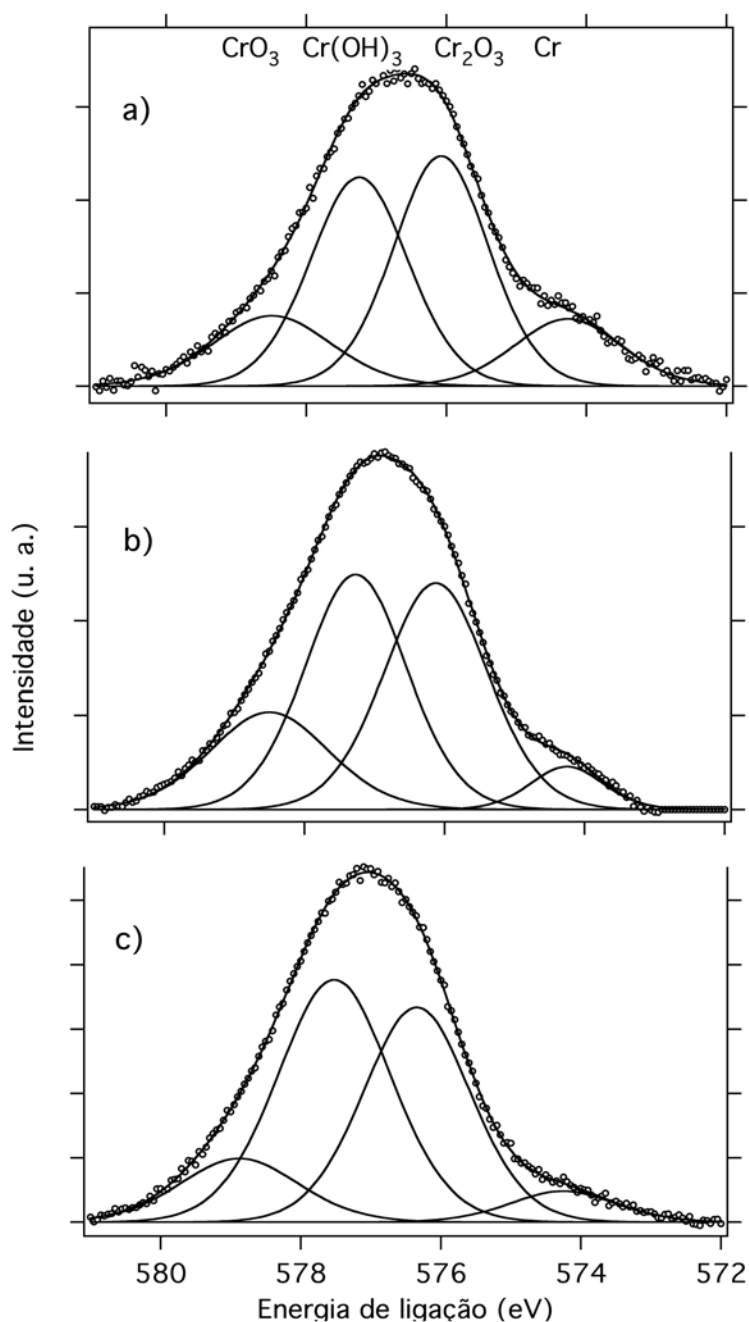 CrO₃ Cr(OH)₃ Cr₂O₃ Cr
a)
b)
c)
Intensidade (u. a.)
580 578 576 574 572
Energia de ligação (eV)